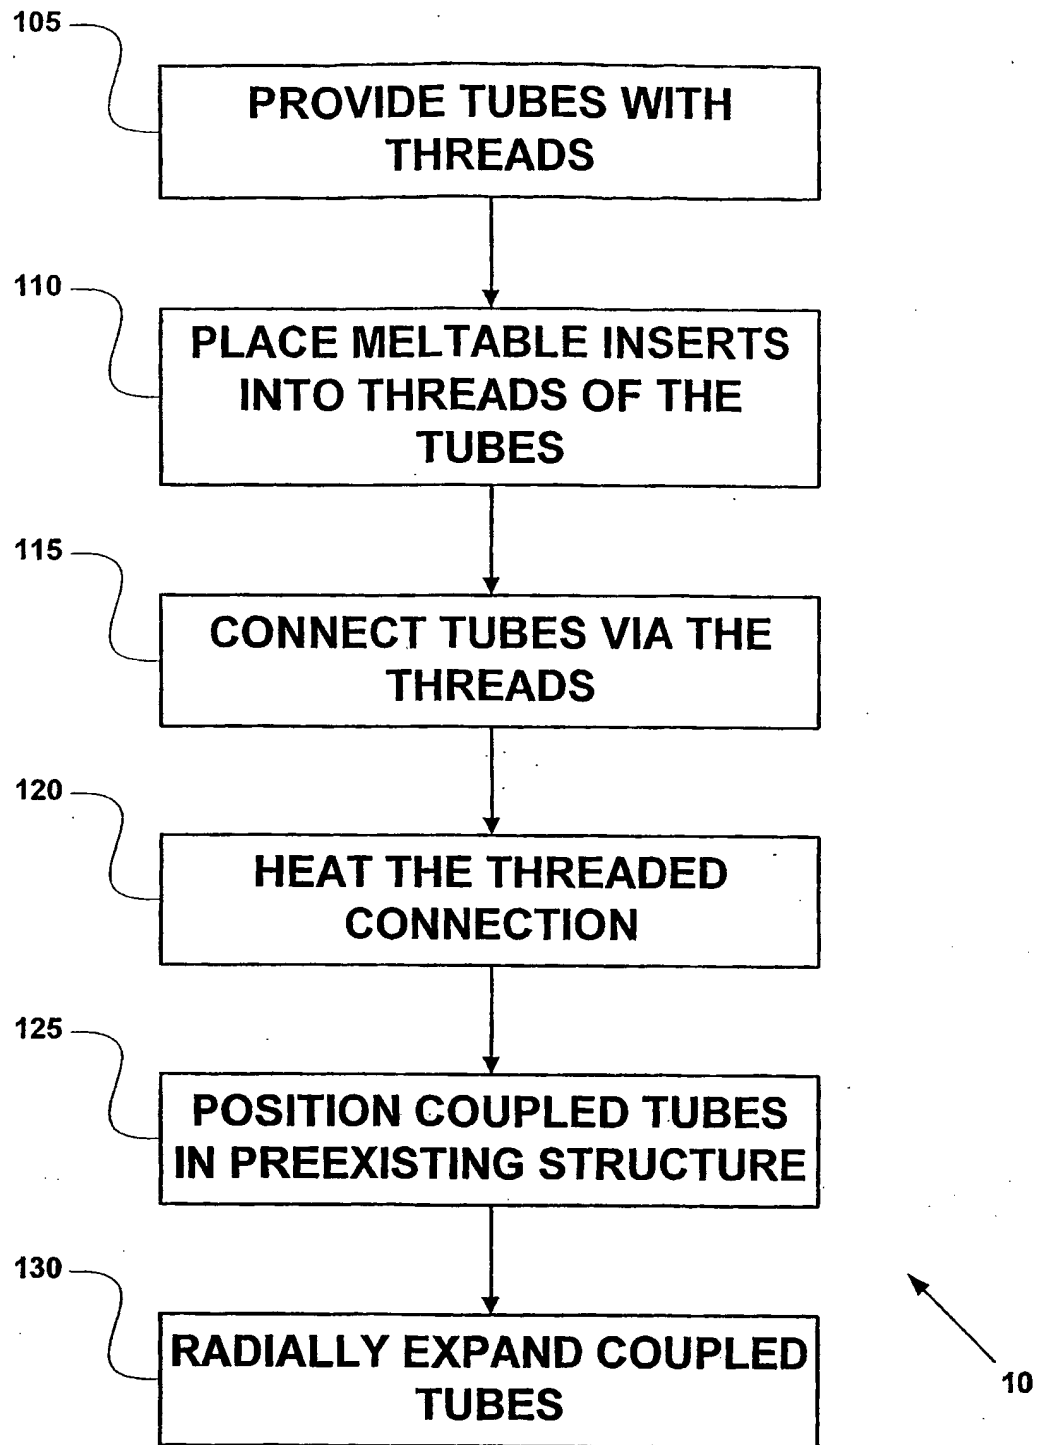 105
PROVIDE TUBES WITH
THREADS
110
PLACE MELTABLE INSERTS
INTO THREADS OF THE
TUBES
115
CONNECT TUBES VIA THE
THREADS
120
HEAT THE THREADED
CONNECTION
125
POSITION COUPLED TUBES
IN PREEXISTING STRUCTURE
130
RADIALLY EXPAND COUPLED
TUBES
10